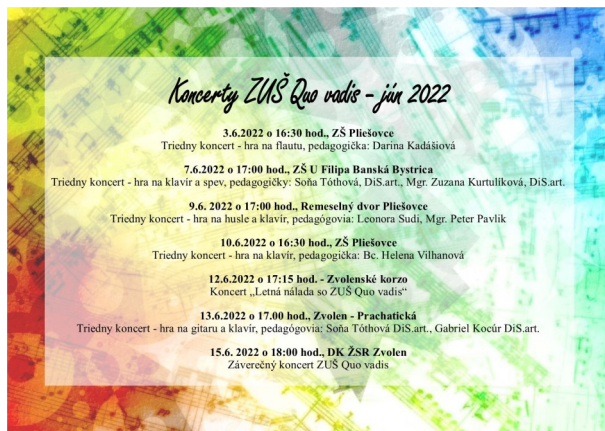 Koncerty ZUŠ Quo vadis - jún 2022
3.6.2022 o 16:30 hod., ZŠ Pliešovce
Triedny koncert - hra na flautu, pedagogička: Darina Kadášiová
7.6.2022 o 17:00 hod., ZŠ U Filipa Banská Bystrica
Triedny koncert - hra na klavír a spev, pedagogičky: Soňa Tóthová, DiS.art., Mgr. Zuzana Kurtulíková, DiS.art.
9.6. 2022 o 17:00 hod., Remeselný dvor Pliešovce
Triedny koncert - hra na husle a klavír, pedagógovia: Leonora Sudi, Mgr. Peter Pavlik
10.6.2022 o 16:30 hod., ZŠ Pliešovce
Triedny koncert - hra na klavír, pedagogička: Bc. Helena Vilhanová
12.6.2022 o 17:15 hod. - Zvolenské korzo
Koncert „Letná nálada so ZUŠ Quo vadis“
13.6.2022 o 17.00 hod., Zvolen - Prachatická
Triedny koncert - hra na gitaru a klavír, pedagógovia: Soňa Tóthová DiS.art., Gabriel Kocúr DiS.art.
15.6. 2022 o 18:00 hod., DK ŽSR Zvolen
Záverečný koncert ZUŠ Quo vadis